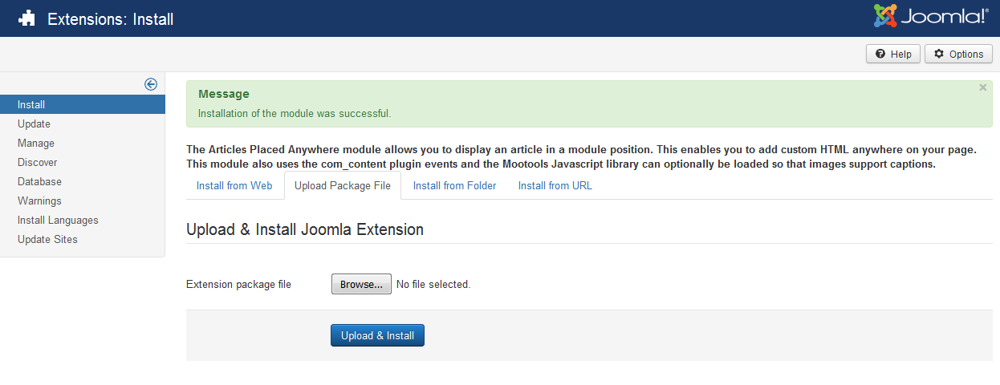 Extensions: Install
Joomla!®
Help
Options
Install
Update
Manage
Discover
Database
Warnings
Install Languages
Update Sites
Message
×
Installation of the module was successful.
The Articles Placed Anywhere module allows you to display an article in a module position. This enables you to add custom HTML anywhere on your page.
This module also uses the com_content plugin events and the Mootools Javascript library can optionally be loaded so that images support captions.
Install from Web
Upload Package File
Install from Folder
Install from URL
Upload & Install Joomla Extension
Extension package file
Browse...
No file selected.
Upload & Install